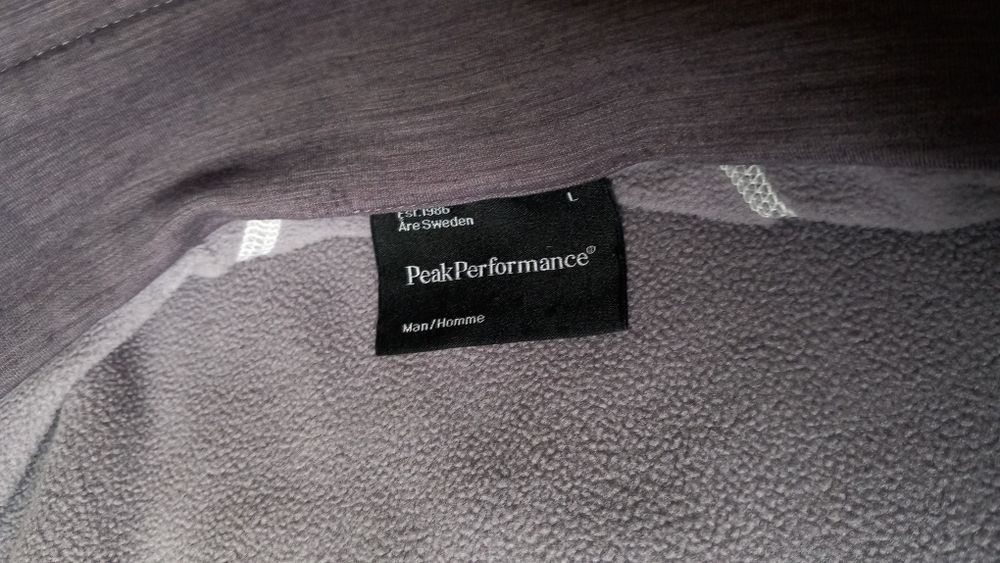 Est.1986 L
Åre Sweden
PeakPerformance®
Man/Homme